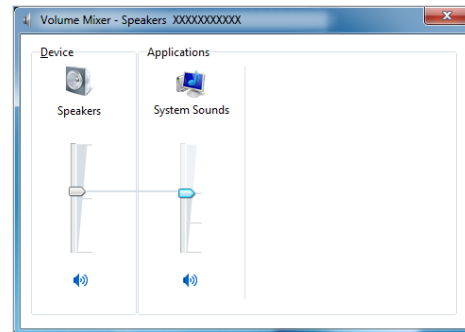 Volume Mixer - Speakers XXXXXXXXXXX
Device
Applications
Speakers
System Sounds